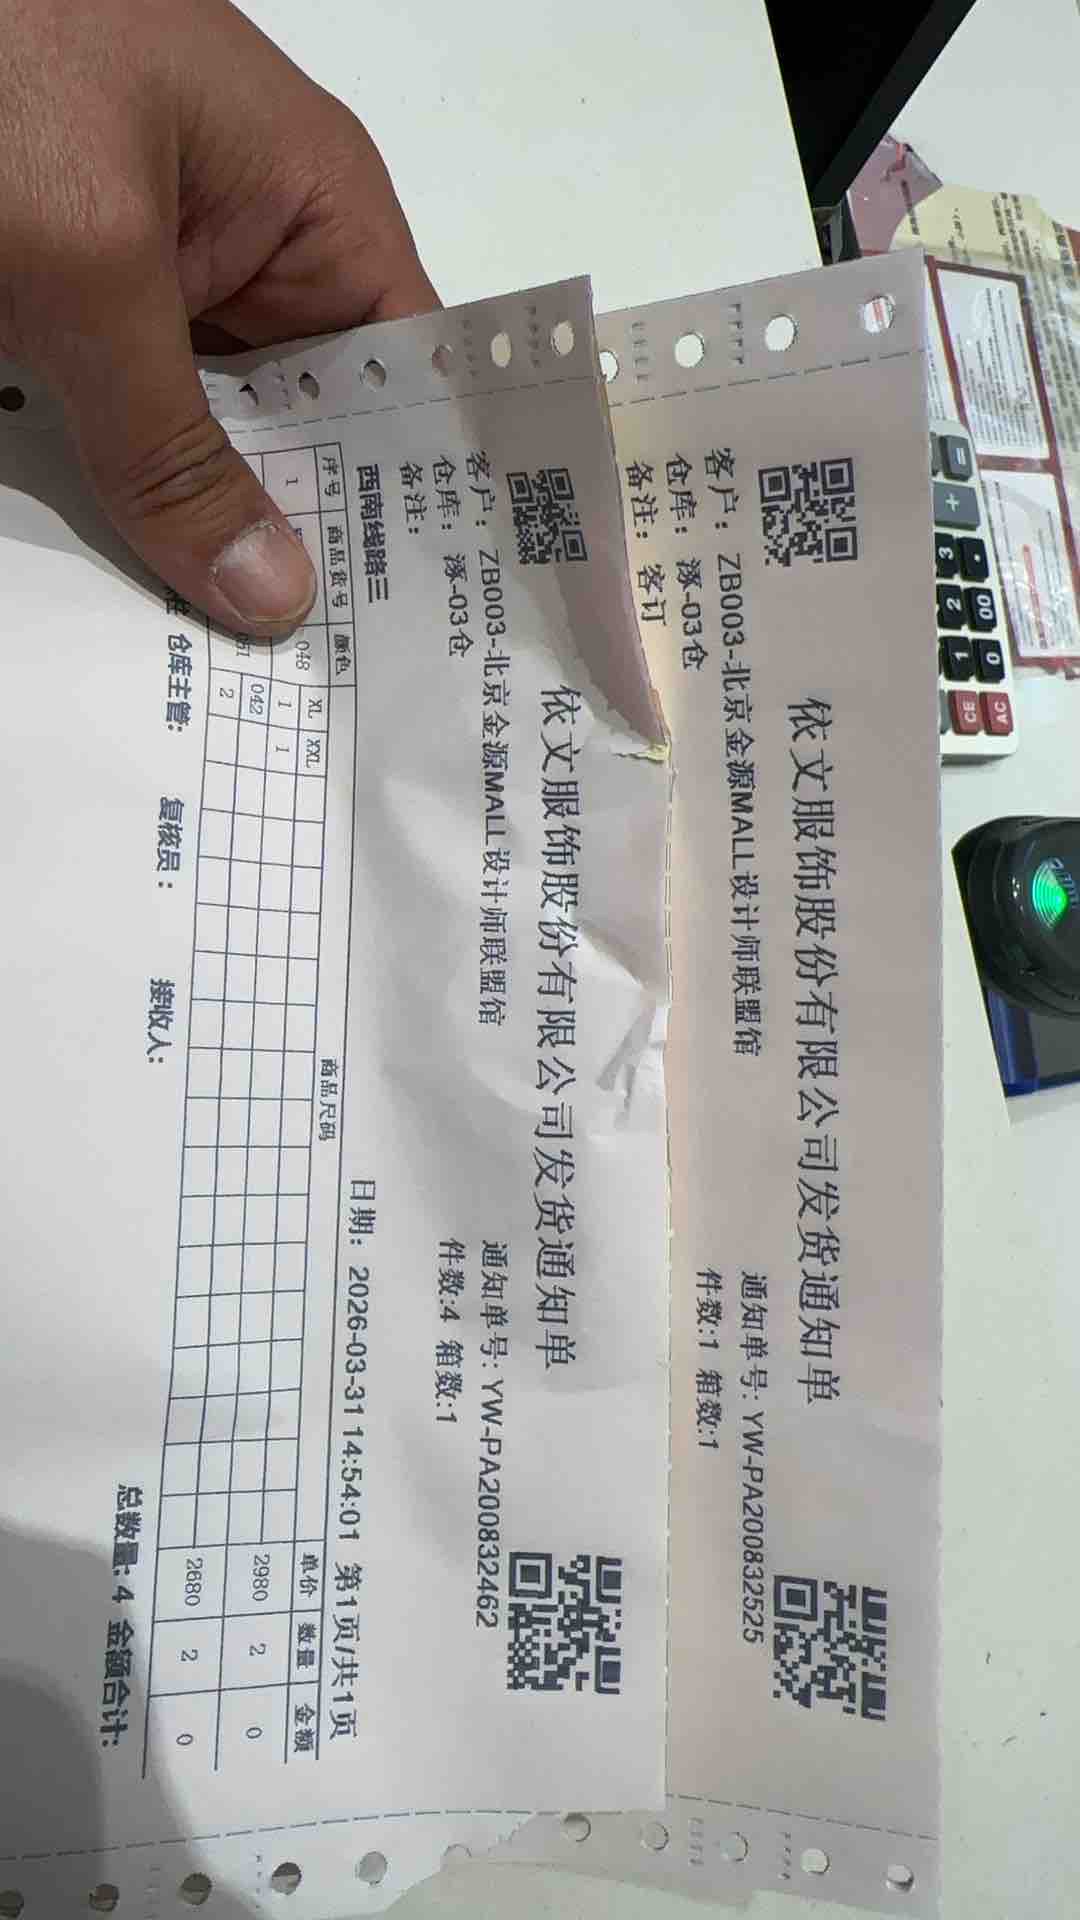 依文服饰股份有限公司发货通知单
客户：ZB003-北京金源MALL设计师联盟馆
通知单号：YW-PA200832525
仓库：涿-03仓
件数:1 箱数:1
备注：客订
依文服饰股份有限公司发货通知单
客户：ZB003-北京金源MALL设计师联盟馆
通知单号：YW-PA200832462
仓库：涿-03仓
件数:4 箱数:1
备注：
西南线路三
日期：2026-03-31 14:54:01 第1页/共1页
序号 商品货号 颜色 商品尺码 单价 数量 金额
XL XXL
1 048 1 1 2980 2 0
042
051 2 2680 2 0
仓库主管: 复核员: 接收人: 总数量: 4 金额合计:
= + 3 2 1 CE
. 00 0 AC